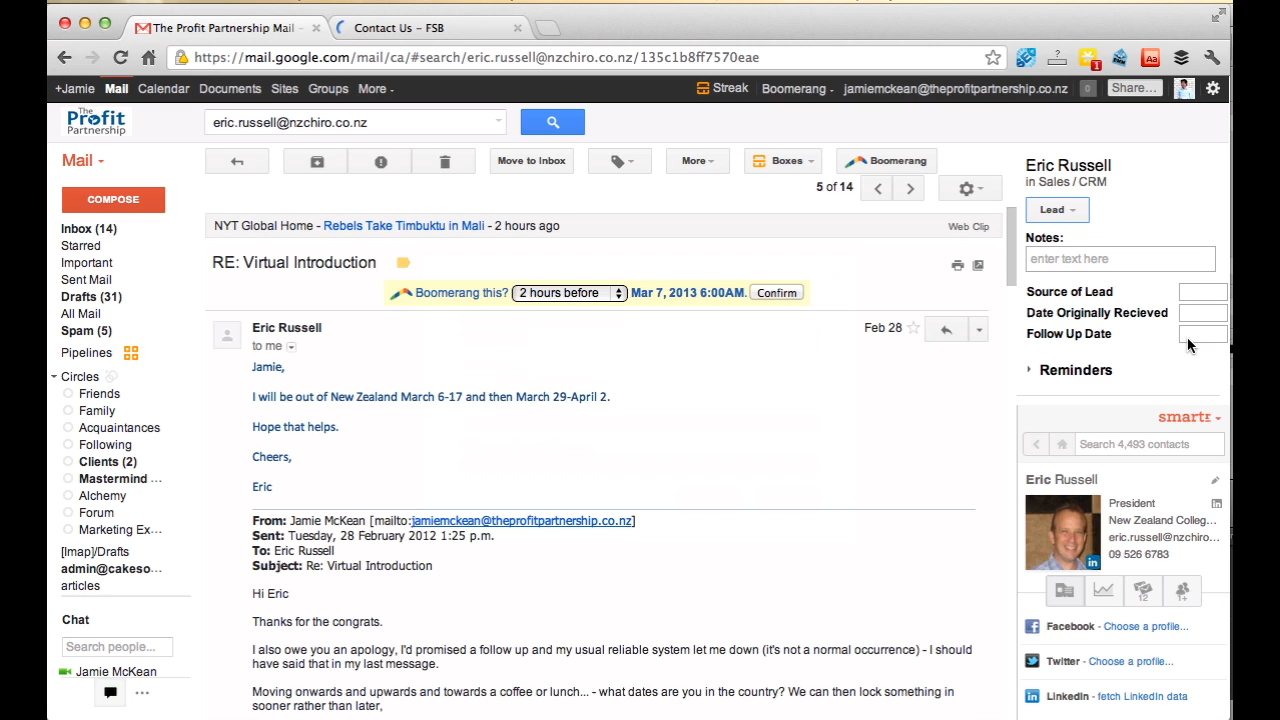 The Profit Partnership Mail -
Contact Us – FSB
https://mail.google.com/mail/ca/#search/eric.russell@nzchiro.co.nz/135c1b8ff7570eae
1
Aa
+Jamie Mail Calendar Documents Sites Groups More
Streak Boomerang jamiemckean@theprofitpartnership.co.nz 0 Share...
The Profit Partnership
eric.russell@nzchiro.co.nz
Mail
Move to Inbox More Boxes Boomerang
5 of 14
COMPOSE
Inbox (14)
Starred
Important
Sent Mail
Drafts (31)
All Mail
Spam (5)
Pipelines
Circles
Friends
Family
Acquaintances
Following
Clients (2)
Mastermind ...
Alchemy
Forum
Marketing Ex...
[Imap]/Drafts
admin@cakeso...
articles
Chat
Search people...
Jamie McKean
NYT Global Home - Rebels Take Timbuktu in Mali - 2 hours ago
Web Clip
RE: Virtual Introduction
Boomerang this? 2 hours before Mar 7, 2013 6:00AM. Confirm
Eric Russell
Feb 28
to me
Jamie,
I will be out of New Zealand March 6-17 and then March 29-April 2.
Hope that helps.
Cheers,
Eric
From: Jamie McKean [mailto:jamiemckean@theprofitpartnership.co.nz]
Sent: Tuesday, 28 February 2012 1:25 p.m.
To: Eric Russell
Subject: Re: Virtual Introduction
Hi Eric
Thanks for the congrats.
I also owe you an apology, I'd promised a follow up and my usual reliable system let me down (it's not a normal occurrence) - I should
have said that in my last message.
Moving onwards and upwards and towards a coffee or lunch... - what dates are you in the country? We can then lock something in
sooner rather than later,
Eric Russell
in Sales / CRM
Lead
Notes:
enter text here
Source of Lead
Date Originally Recieved
Follow Up Date
Reminders
smartr
Search 4,493 contacts
Eric Russell
President
New Zealand Colleg...
eric.russell@nzchiro...
09 526 6783
in
12
1+
Facebook - Choose a profile...
Twitter - Choose a profile...
LinkedIn - fetch LinkedIn data